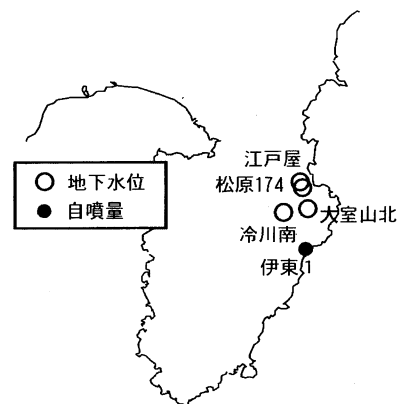 江戸屋
松原174
地下水位
自噴量
大室山北
冷川南
伊東1